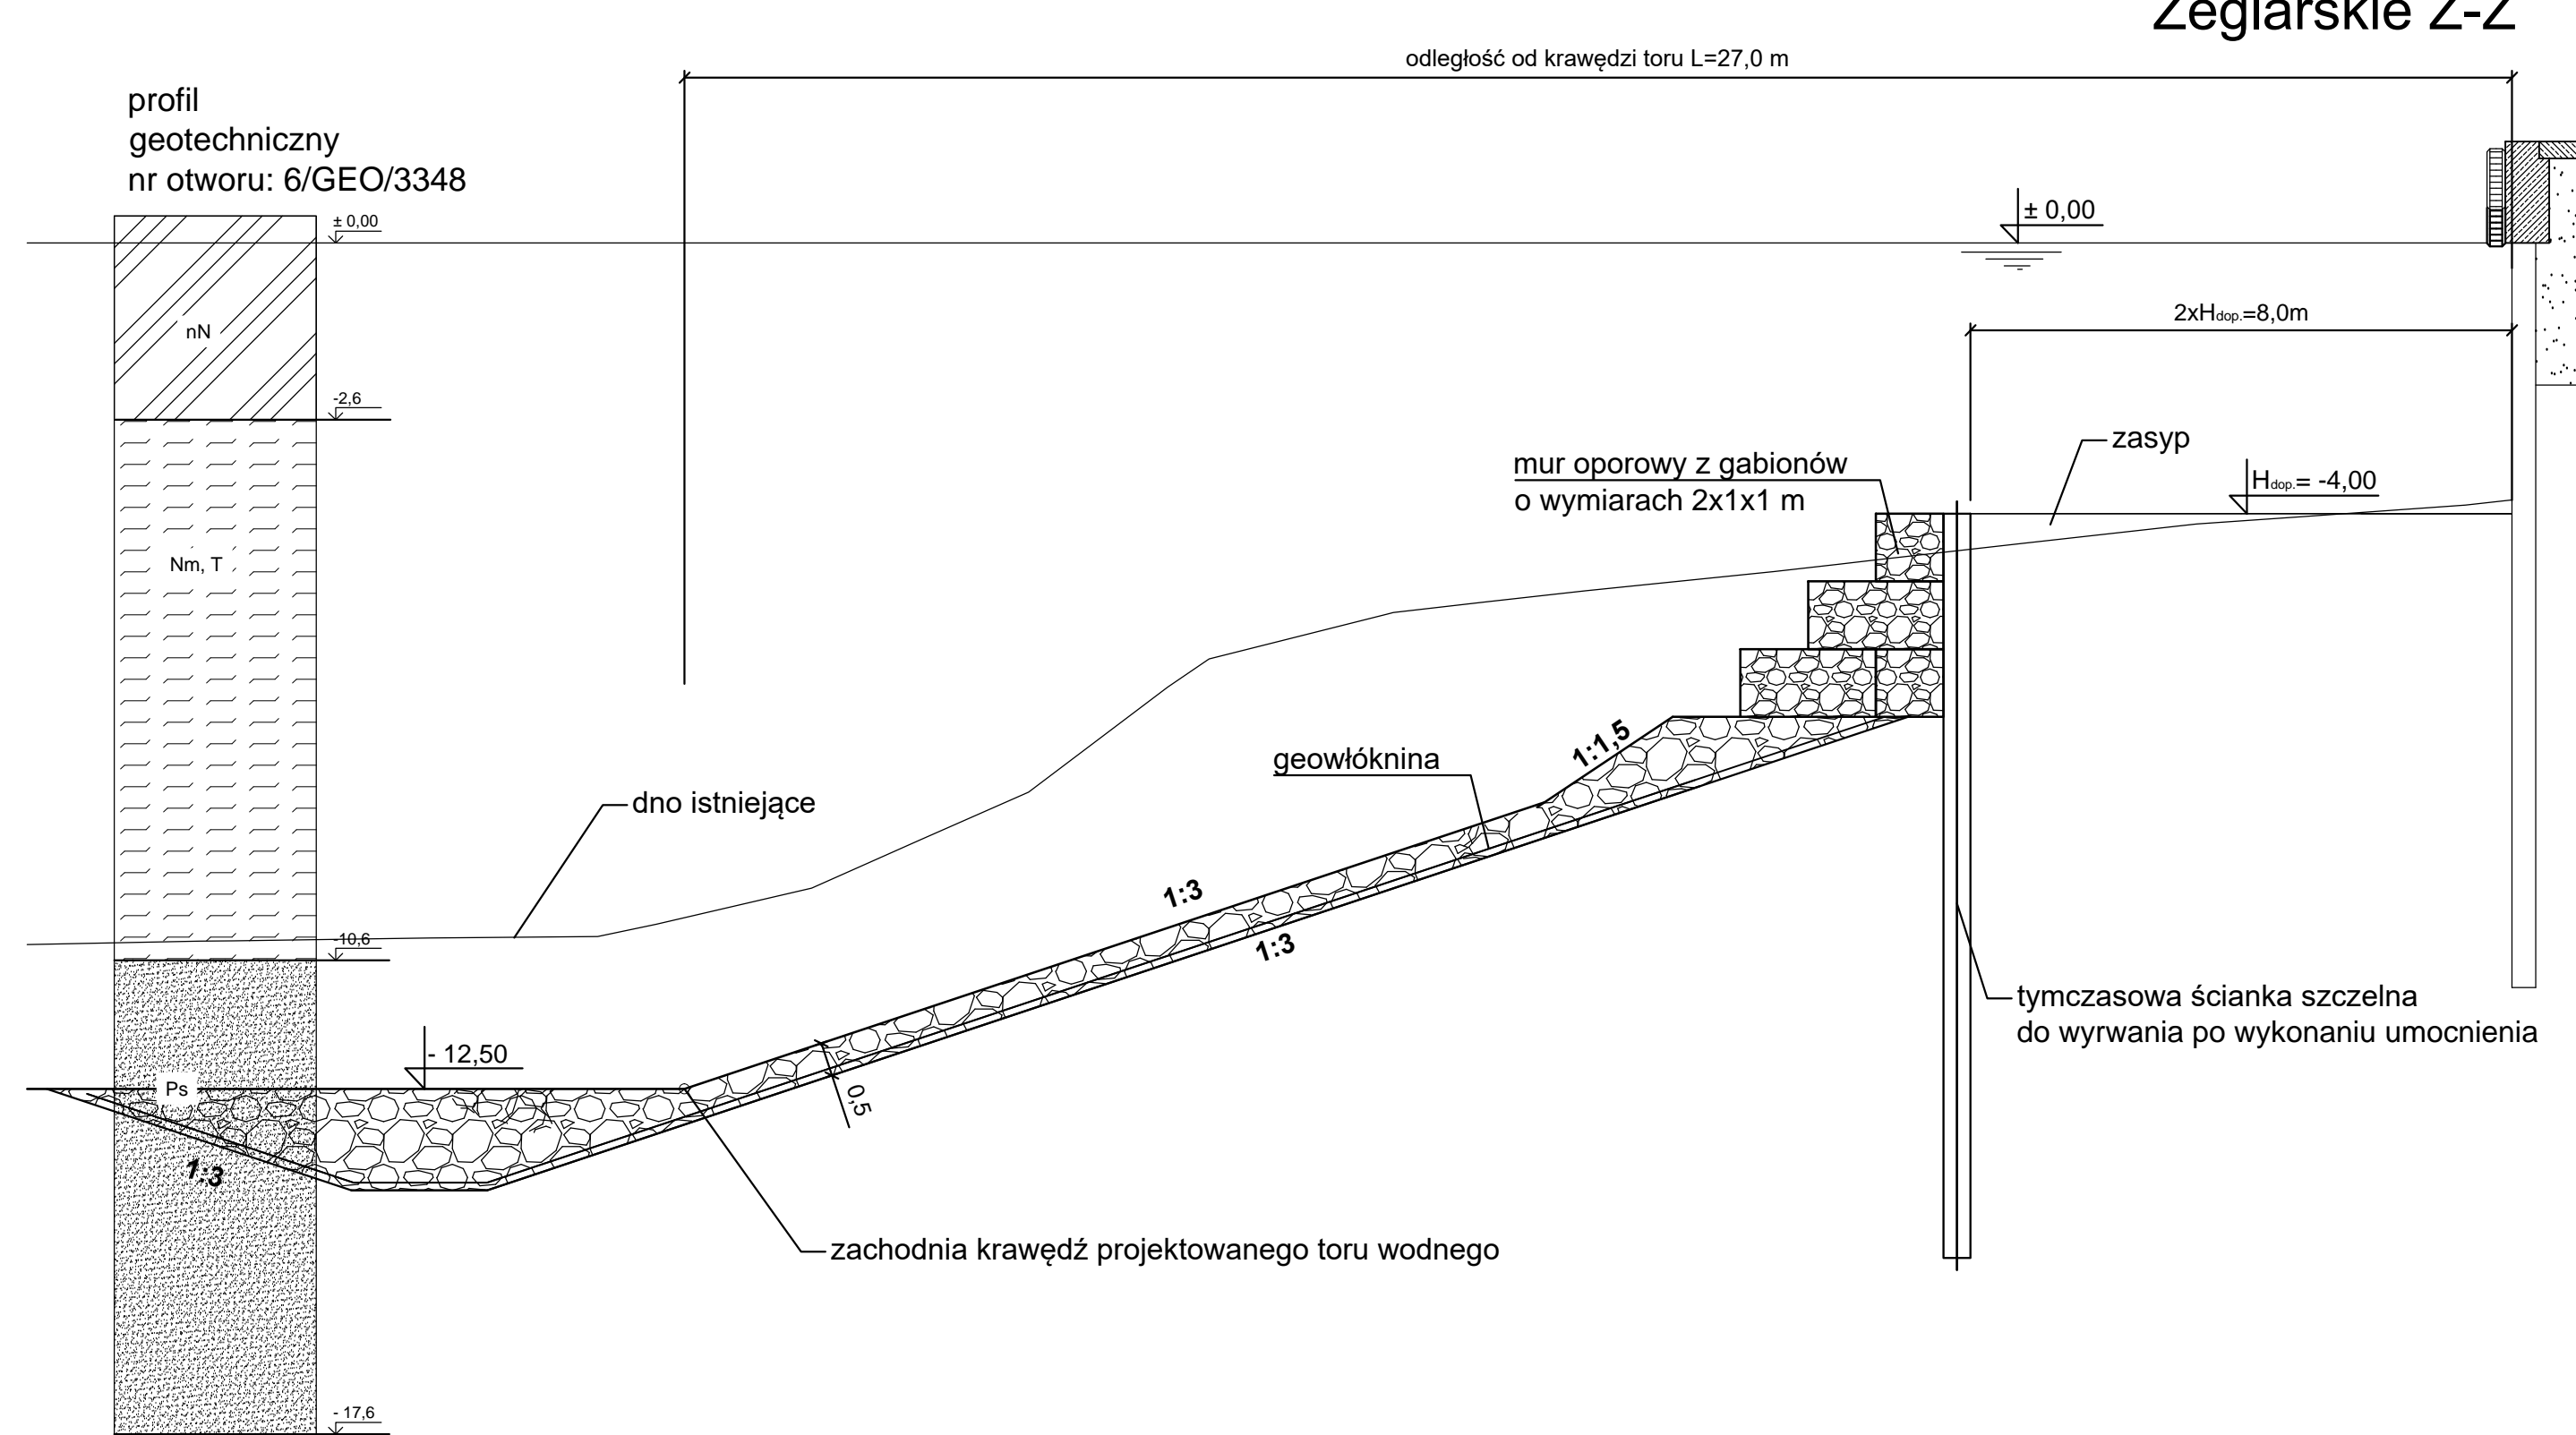 Żeglarskie Ż-Ż
odległość od krawędzi toru L=27,0 m
profil
geotechniczny
nr otworu: 6/GEO/3348
± 0,00
± 0,00
2xHdop.=8,0m
nN
-2,6
zasyp
mur oporowy z gabionów
o wymiarach 2x1x1 m
Hdop.= -4,00
Nm, T
1:1,5
geowłóknina
dno istniejące
1:3
1:3
-10,6
tymczasowa ścianka szczelna
do wyrwania po wykonaniu umocnienia
- 12,50
Ps
0,5
1:3
zachodnia krawędź projektowanego toru wodnego
- 17,6